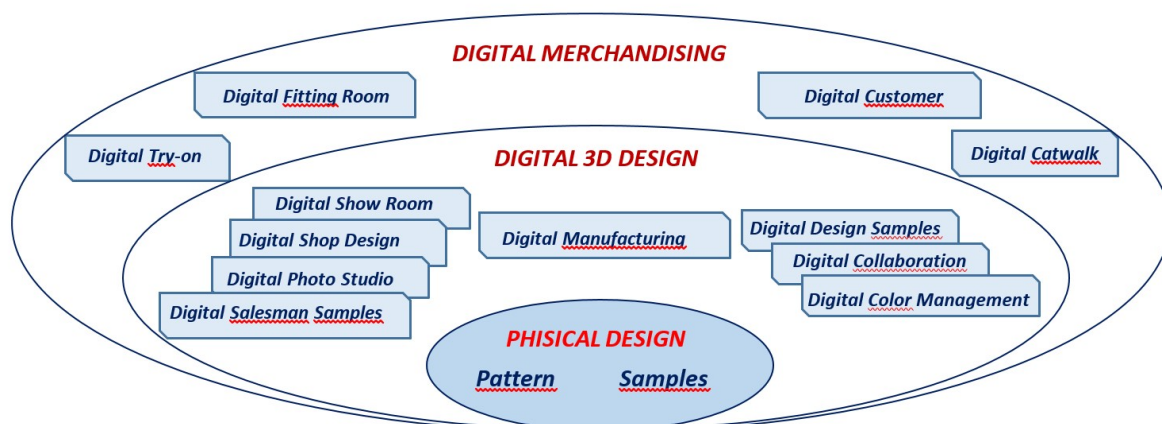 DIGITAL MERCHANDISING
Digital Fitting Room
Digital Customer
Digital Try-on
Digital Catwalk
DIGITAL 3D DESIGN
Digital Show Room
Digital Shop Design
Digital Photo Studio
Digital Salesman Samples
Digital Manufacturing
Digital Design Samples
Digital Collaboration
Digital Color Management
PHISICAL DESIGN
Pattern Samples